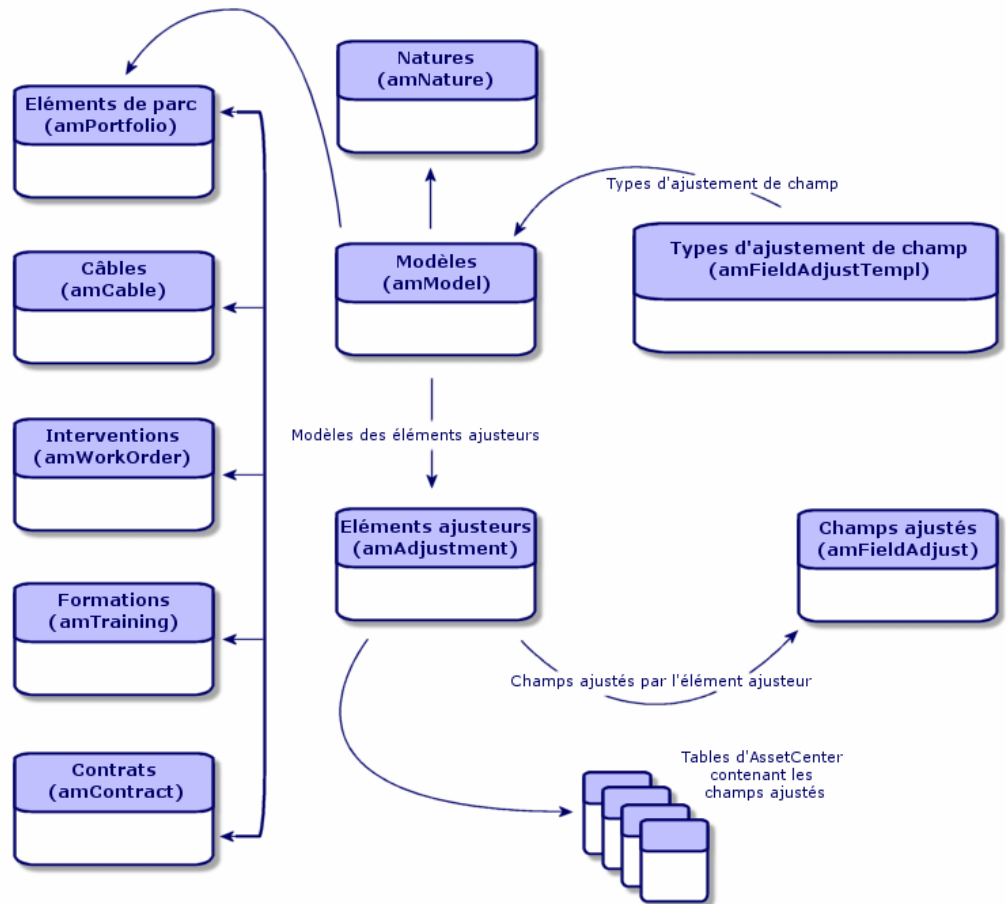 Natures
(amNature)
Eléments de parc
(amPortfolio)
Types d'ajustement de champ
Types d'ajustement de champ
(amFieldAdjustTempl)
Câbles
(amCable)
Modèles
(amModel)
Modèles des éléments ajusteurs
Interventions
(amWorkOrder)
Eléments ajusteurs
(amAdjustment)
Champs ajustés
(amFieldAdjust)
Formations
(amTraining)
Champs ajustés par l'élément ajusteur
Contrats
(amContract)
Tables d'AssetCenter
contenant les
champs ajustés